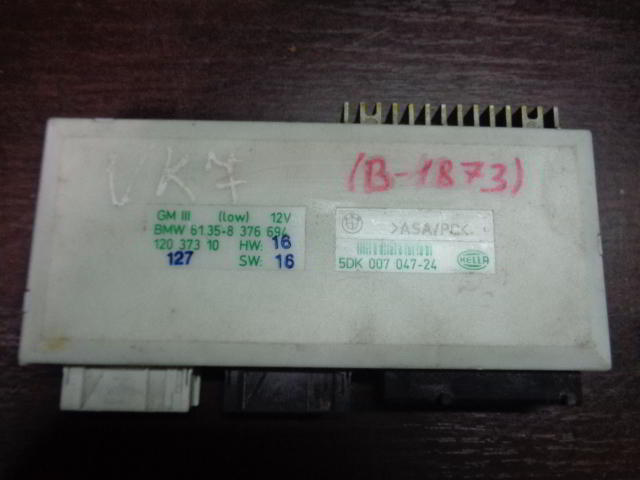 VK7
(B-1873)
GM III (low) 12V
BMW 61.35-8 376 694
120 373 10 HW: 16
127 SW: 16
>ASA/PC<
5DK 007 047-24
HELLA